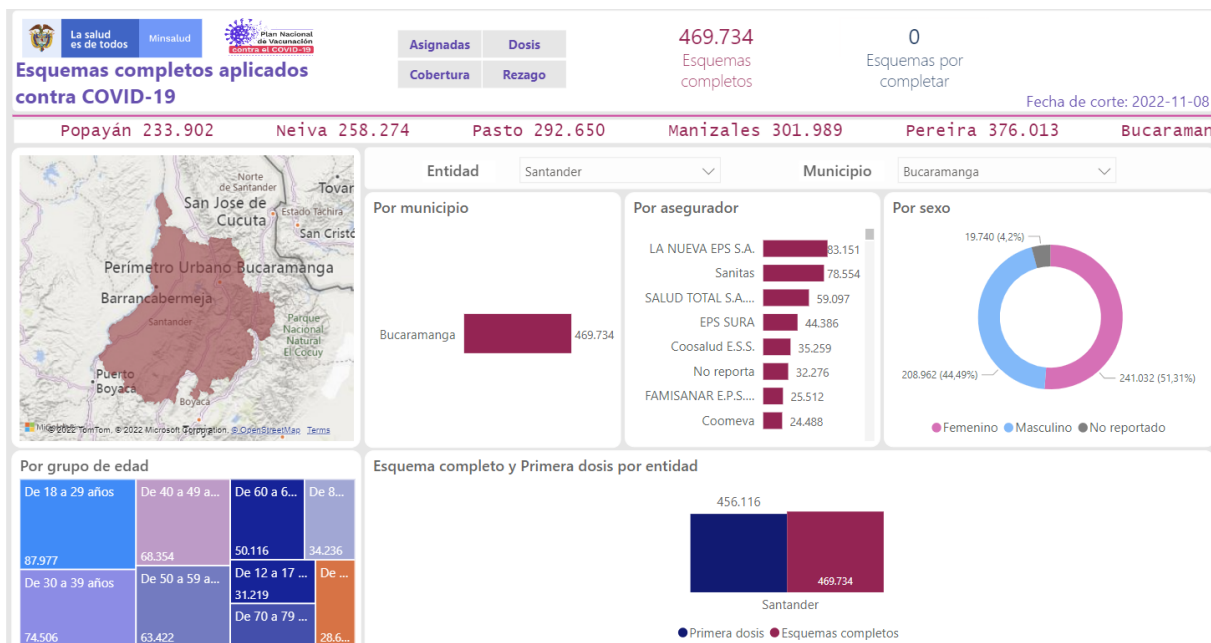 La salud
es de todos
Minsalud
Plan Nacional
de Vacunación
contra el COVID-19
Esquemas completos aplicados
contra COVID-19
Asignadas
Dosis
Cobertura
Rezago
469.734
Esquemas
completos
0
Esquemas por
completar
Fecha de corte: 2022-11-08
Popayán 233.902
Neiva 258.274
Pasto 292.650
Manizales 301.989
Pereira 376.013
Bucaraman
Norte
de Santander
Tovar
San Jose de
Cucuta
Estado Tachira
San Cristo
Perimetro Urbano Bucaramanga
Barrancabermeja
Santander
Parque
Nacional
Natural
El Cocuy
Puerto
Boyacá
Boyacá
© 2022 TomTom, © 2022 Microsoft Corporation, © OpenStreetMap Terms
Entidad
Santander
Municipio
Bucaramanga
Por municipio
Bucaramanga
469.734
Por asegurador
LA NUEVA EPS S.A.
83.151
Sanitas
78.554
SALUD TOTAL S.A....
59.097
EPS SURA
44.386
Coosalud E.S.S.
35.259
No reporta
32.276
FAMISANAR E.P.S....
25.512
Coomeva
24.488
Por sexo
19.740 (4,2%)
208.962 (44,49%)
241.032 (51,31%)
Femenino
Masculino
No reportado
Por grupo de edad
De 18 a 29 años
87.977
De 40 a 49 a...
68.354
De 60 a 6...
50.116
De 8...
34.236
De 30 a 39 años
74.506
De 50 a 59 a...
63.422
De 12 a 17 ...
31.219
De ...
28.6...
De 70 a 79 ...
Esquema completo y Primera dosis por entidad
456.116
469.734
Santander
Primera dosis
Esquemas completos